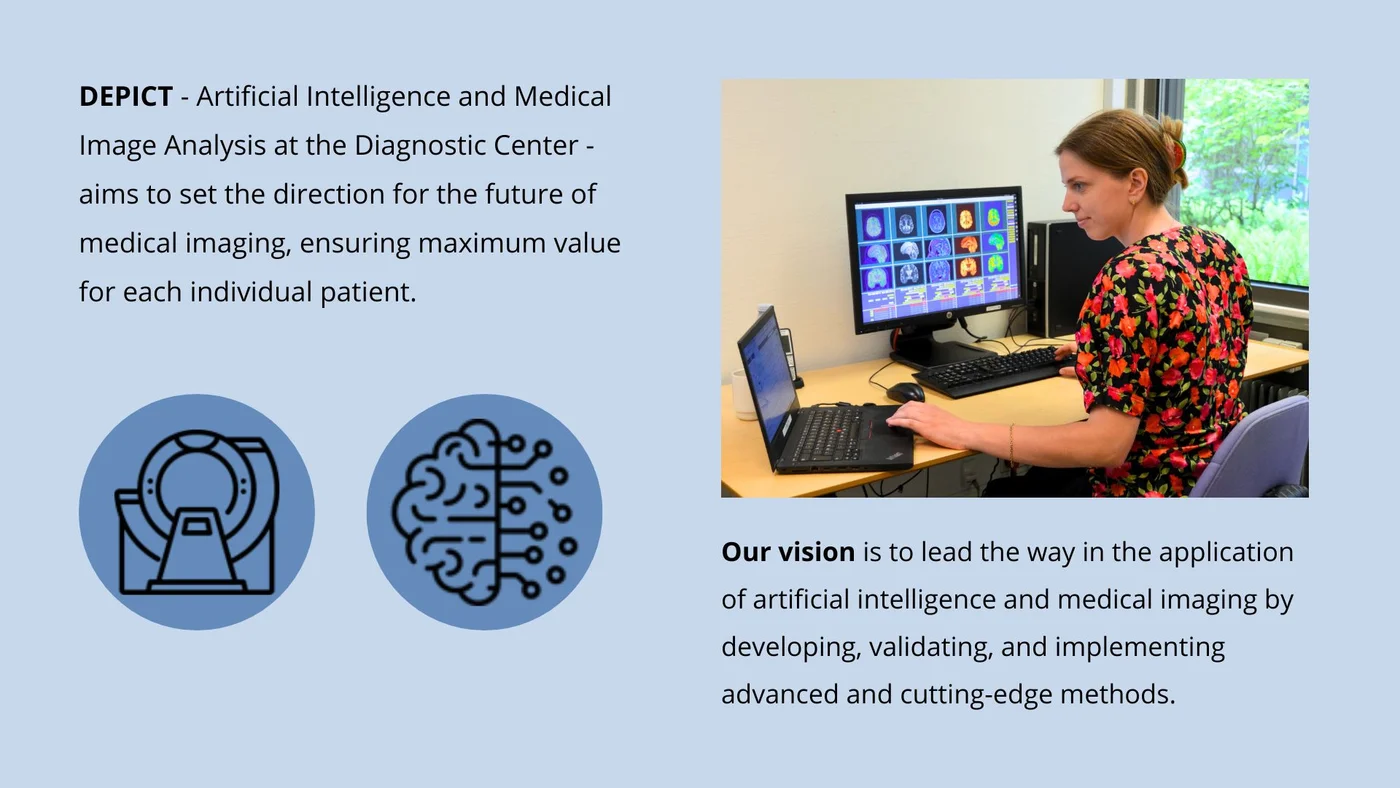 DEPICT - Artificial Intelligence and Medical
Image Analysis at the Diagnostic Center -
aims to set the direction for the future of
medical imaging, ensuring maximum value
for each individual patient.
Our vision is to lead the way in the application
of artificial intelligence and medical imaging by
developing, validating, and implementing
advanced and cutting-edge methods.